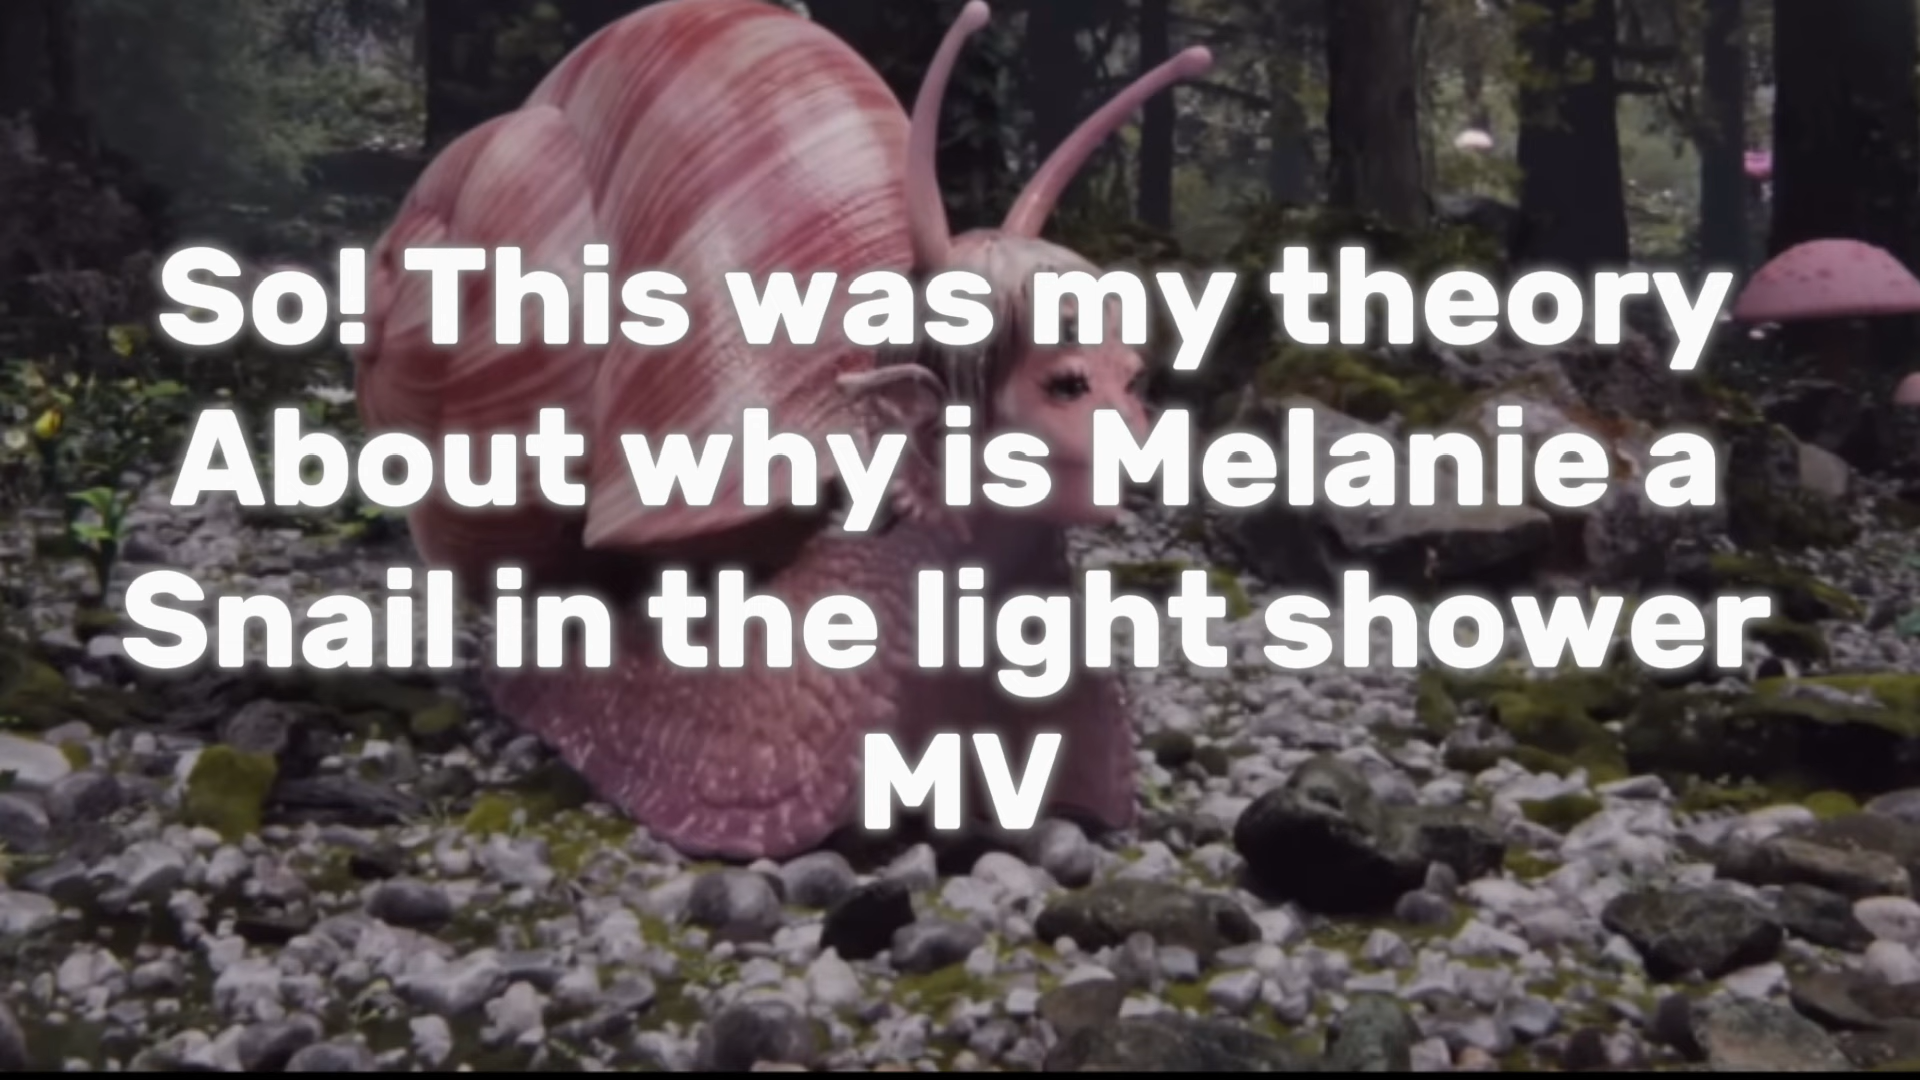 So! This was my theory
About why is Melanie a
Snail in the light shower
MV